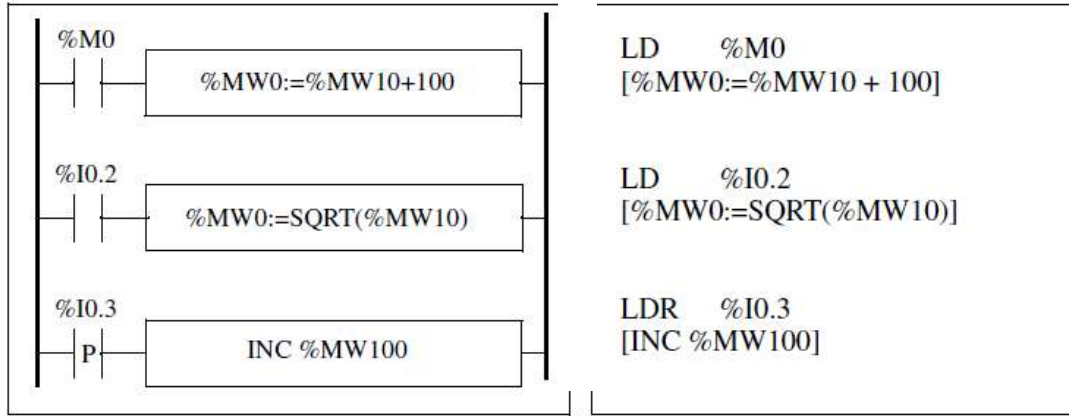 %M0
%MW0:=%MW10+100
%I0.2
%MW0:=SQRT(%MW10)
%I0.3
P
INC %MW100
LD %M0
[%MW0:=%MW10 + 100]
LD %I0.2
[%MW0:=SQRT(%MW10)]
LDR %I0.3
[INC %MW100]